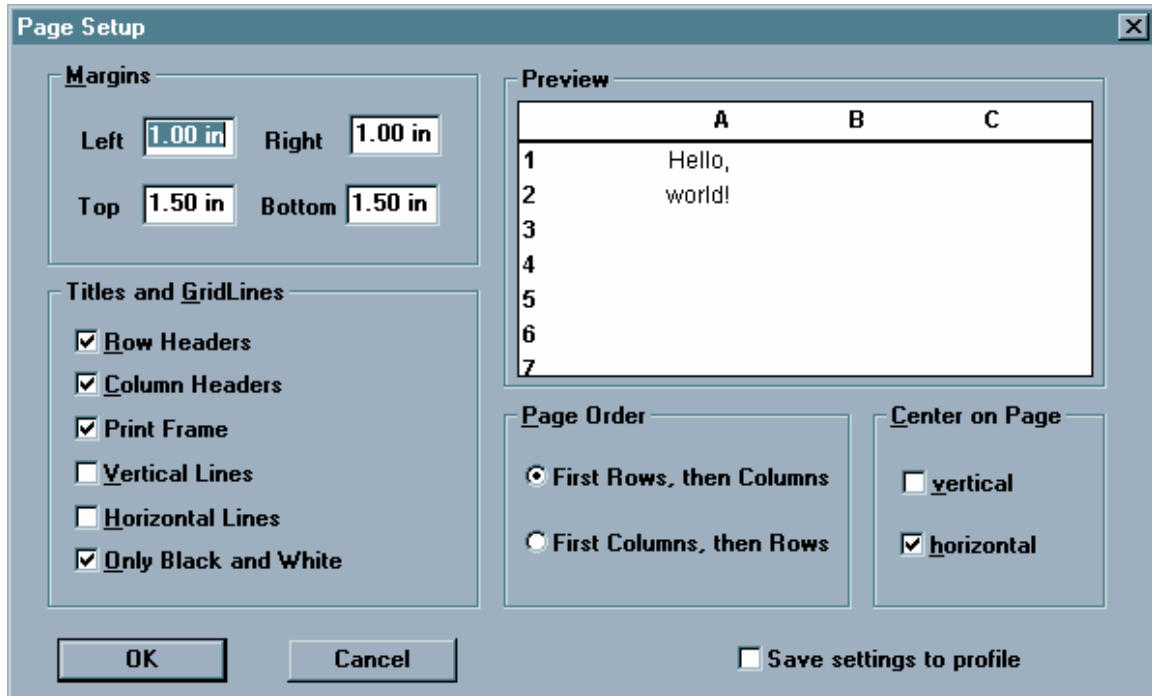 Page Setup
Margins
Left 1.00 in Right 1.00 in
Top 1.50 in Bottom 1.50 in
Titles and GridLines
Row Headers
Column Headers
Print Frame
Vertical Lines
Horizontal Lines
Only Black and White
Preview
A B C
1 Hello,
2 world!
3
4
5
6
7
Page Order
First Rows, then Columns
First Columns, then Rows
Center on Page
vertical
horizontal
OK Cancel Save settings to profile